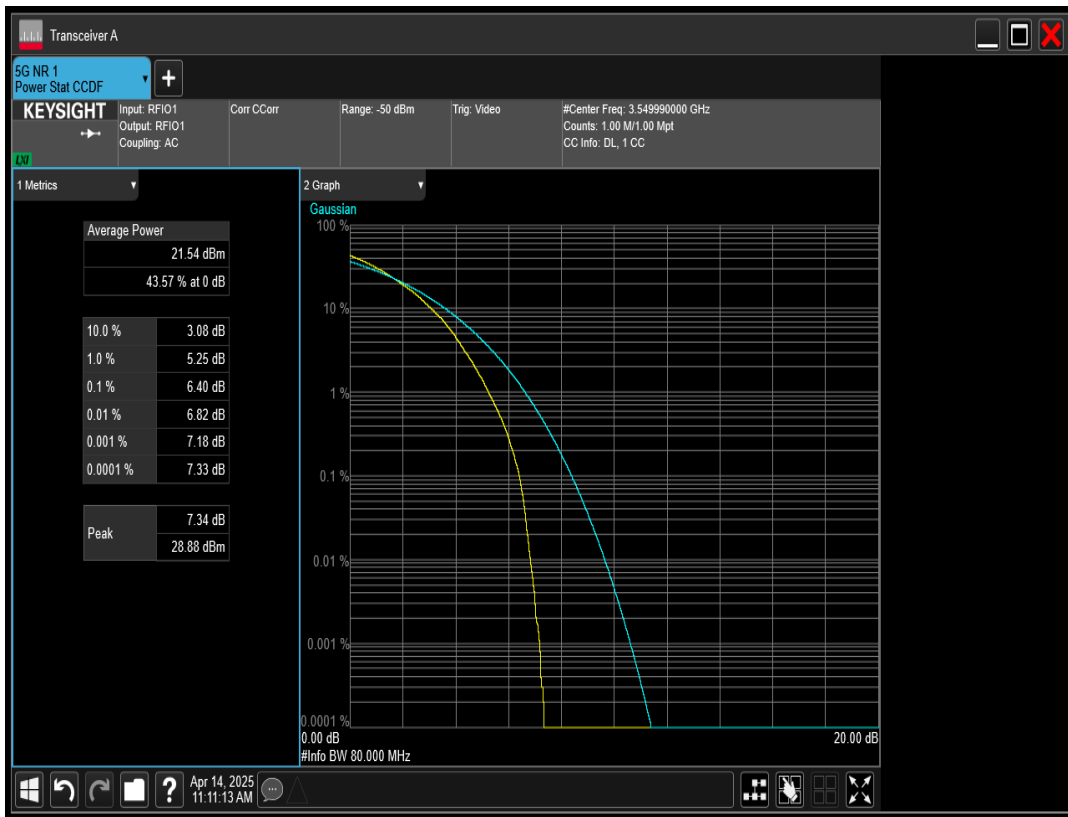 Transceiver A
5G NR 1
Power Stat CCDF
+
KEYSIGHT
LXI
Input: RFIO1
Output: RFIO1
Coupling: AC
Corr CCorr
Range: -50 dBm
Trig: Video
#Center Freq: 3.549990000 GHz
Counts: 1.00 M/1.00 Mpt
CC Info: DL, 1 CC
1 Metrics
Average Power
21.54 dBm
43.57 % at 0 dB
10.0 % 3.08 dB
1.0 % 5.25 dB
0.1 % 6.40 dB
0.01 % 6.82 dB
0.001 % 7.18 dB
0.0001 % 7.33 dB
Peak 7.34 dB
28.88 dBm
2 Graph
Gaussian
100 %
10 %
1 %
0.1 %
0.01 %
0.001 %
0.0001 %
0.00 dB 20.00 dB
#Info BW 80.000 MHz
?
Apr 14, 2025
11:11:13 AM